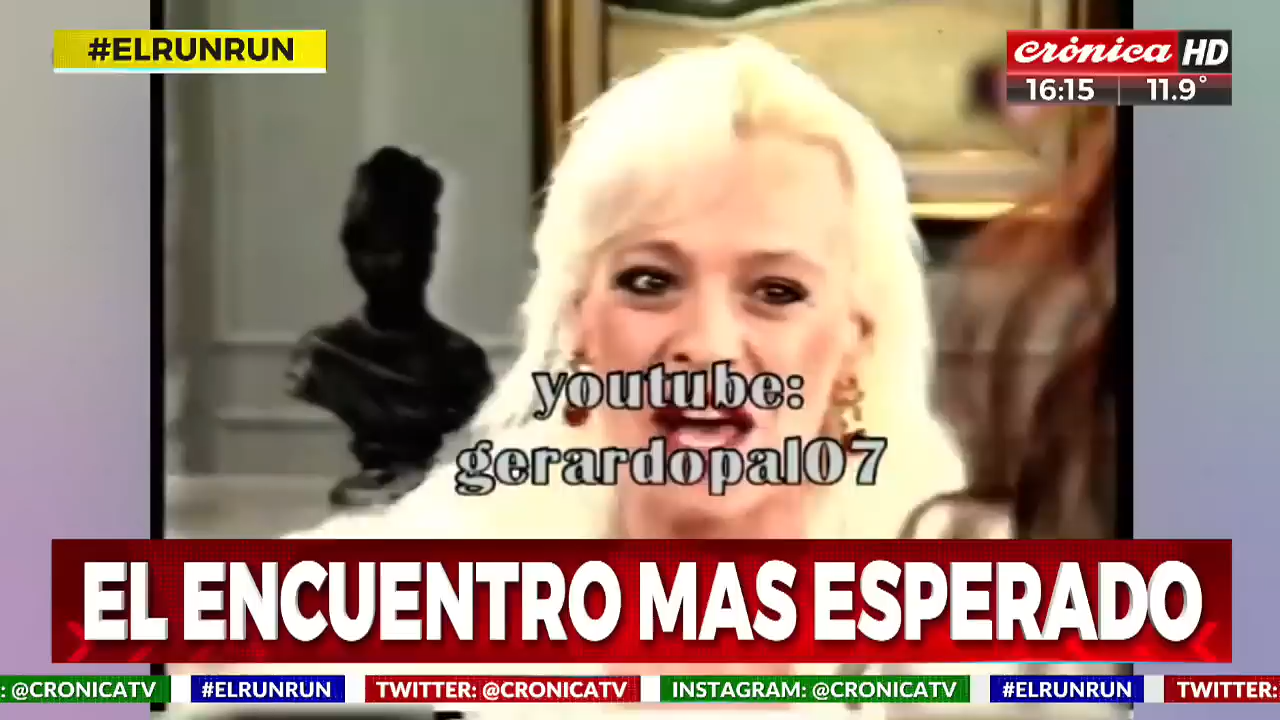 #ELRUNRUN
crónica HD
16:15 11.9°
youtube:
gerardopal07
EL ENCUENTRO MAS ESPERADO
: @CRONICATV #ELRUNRUN TWITTER: @CRONICATV INSTAGRAM: @CRONICATV #ELRUNRUN TWITTER: @